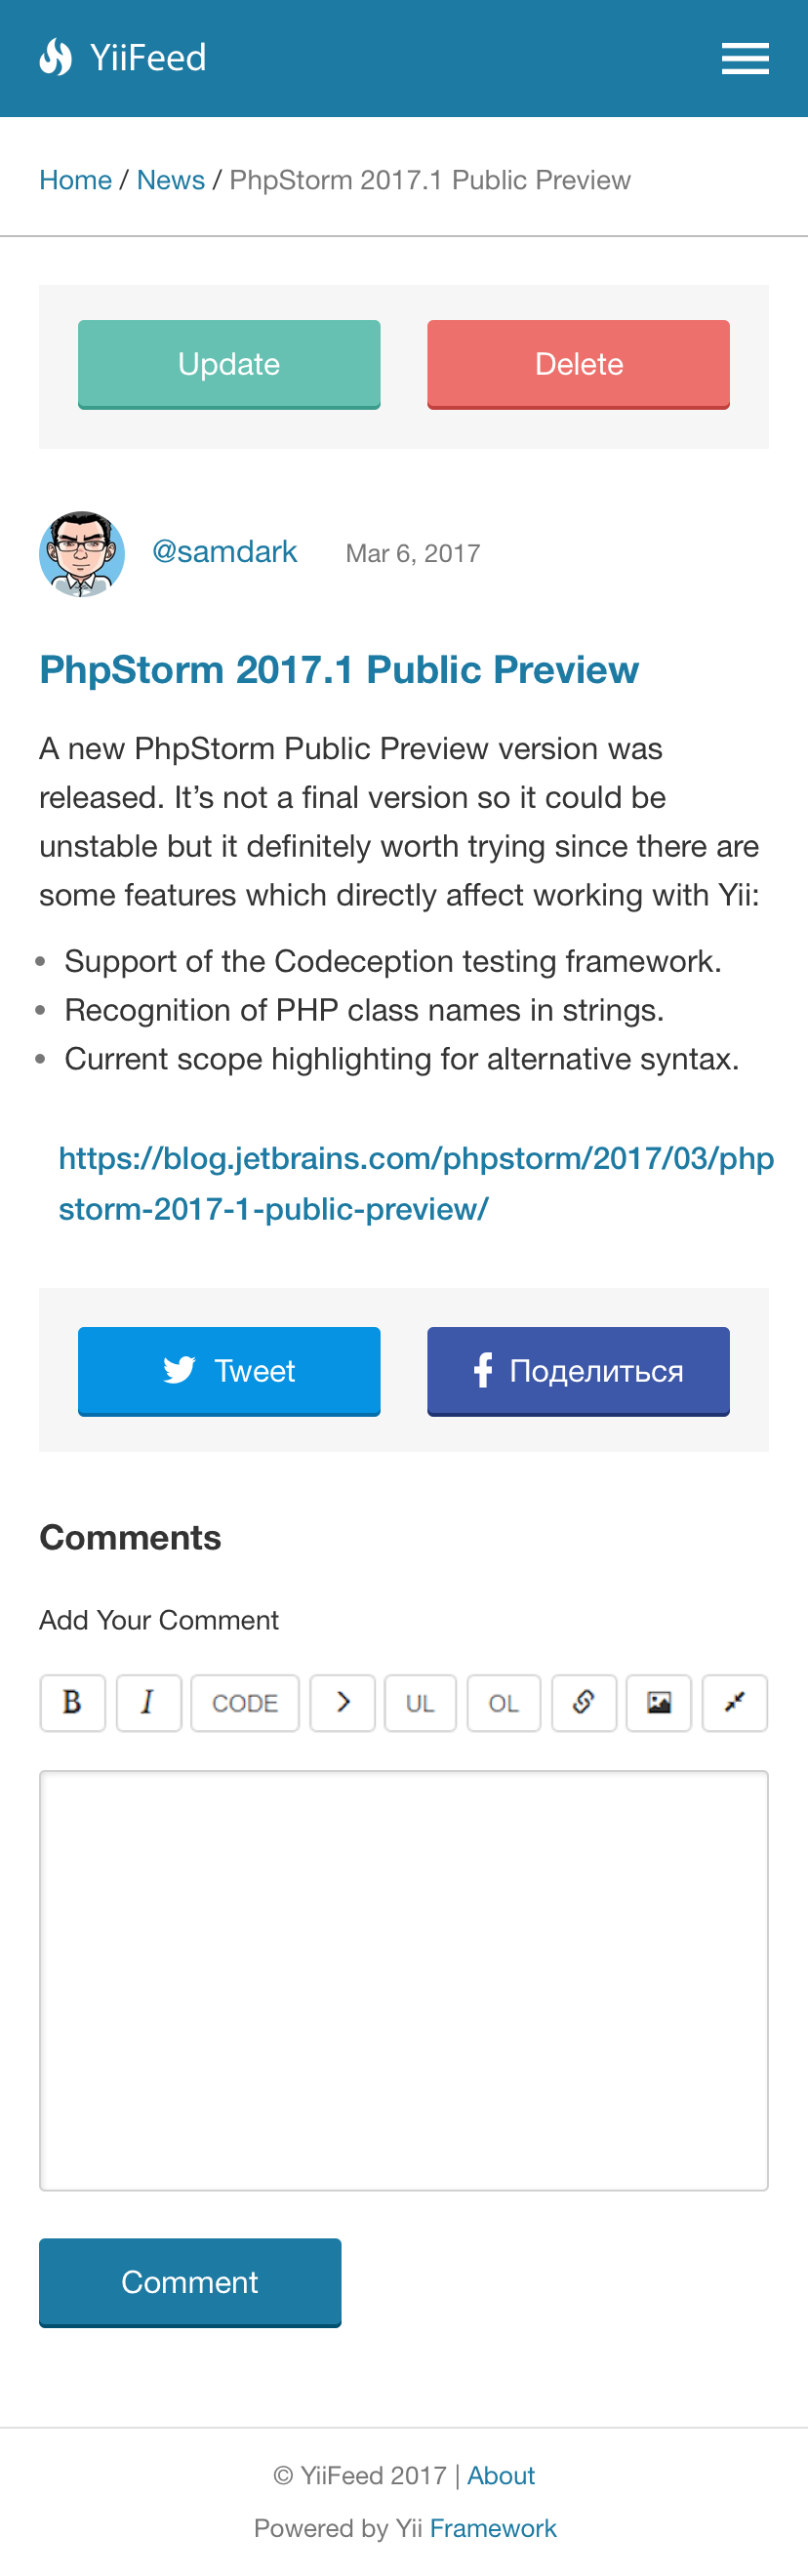 YiiFeed
Home / News / PhpStorm 2017.1 Public Preview
Update
Delete
@samdark
Mar 6, 2017
PhpStorm 2017.1 Public Preview
A new PhpStorm Public Preview version was
released. It’s not a final version so it could be
unstable but it definitely worth trying since there are
some features which directly affect working with Yii:
Support of the Codeception testing framework.
Recognition of PHP class names in strings.
Current scope highlighting for alternative syntax.
https://blog.jetbrains.com/phpstorm/2017/03/php
storm-2017-1-public-preview/
Tweet
Поделиться
Comments
Add Your Comment
B I CODE > UL OL
Comment
© YiiFeed 2017 | About
Powered by Yii Framework